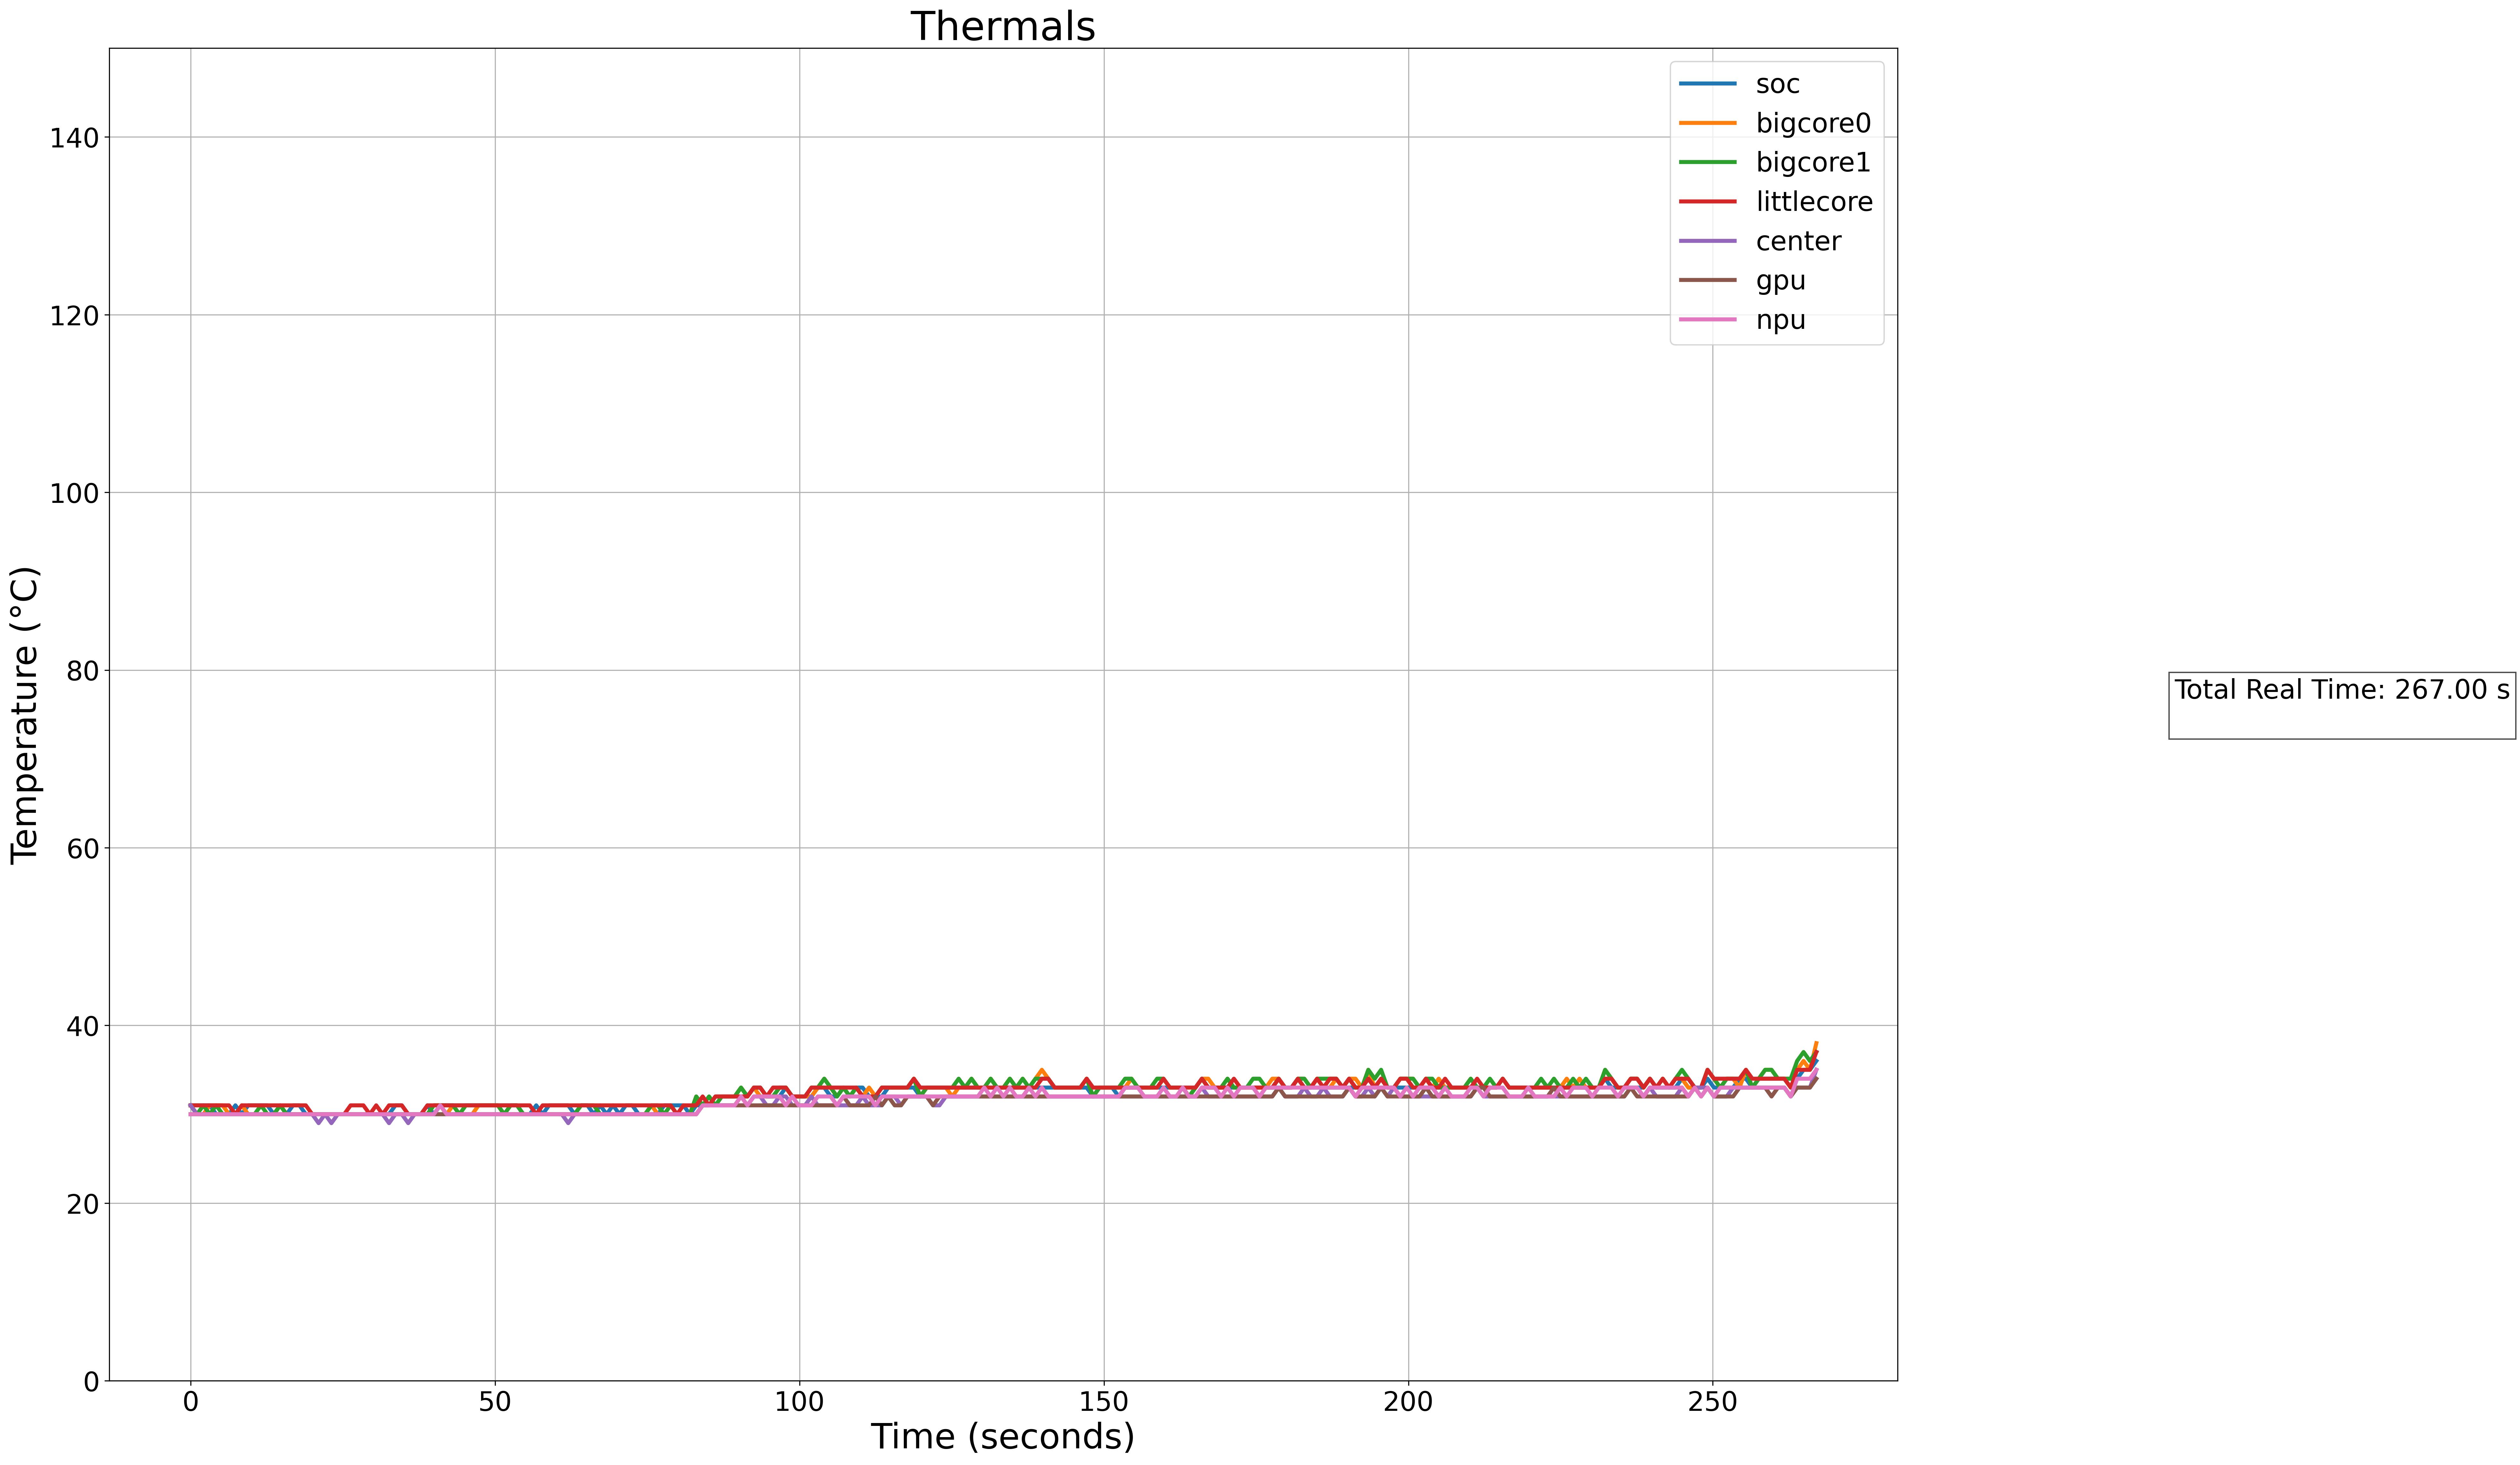 Thermals
soc
bigcore0
bigcore1
littlecore
center
gpu
npu
Temperature (°C)
140
120
100
80
60
40
20
0
0 50 100 150 200 250
Time (seconds)
Total Real Time: 267.00 s